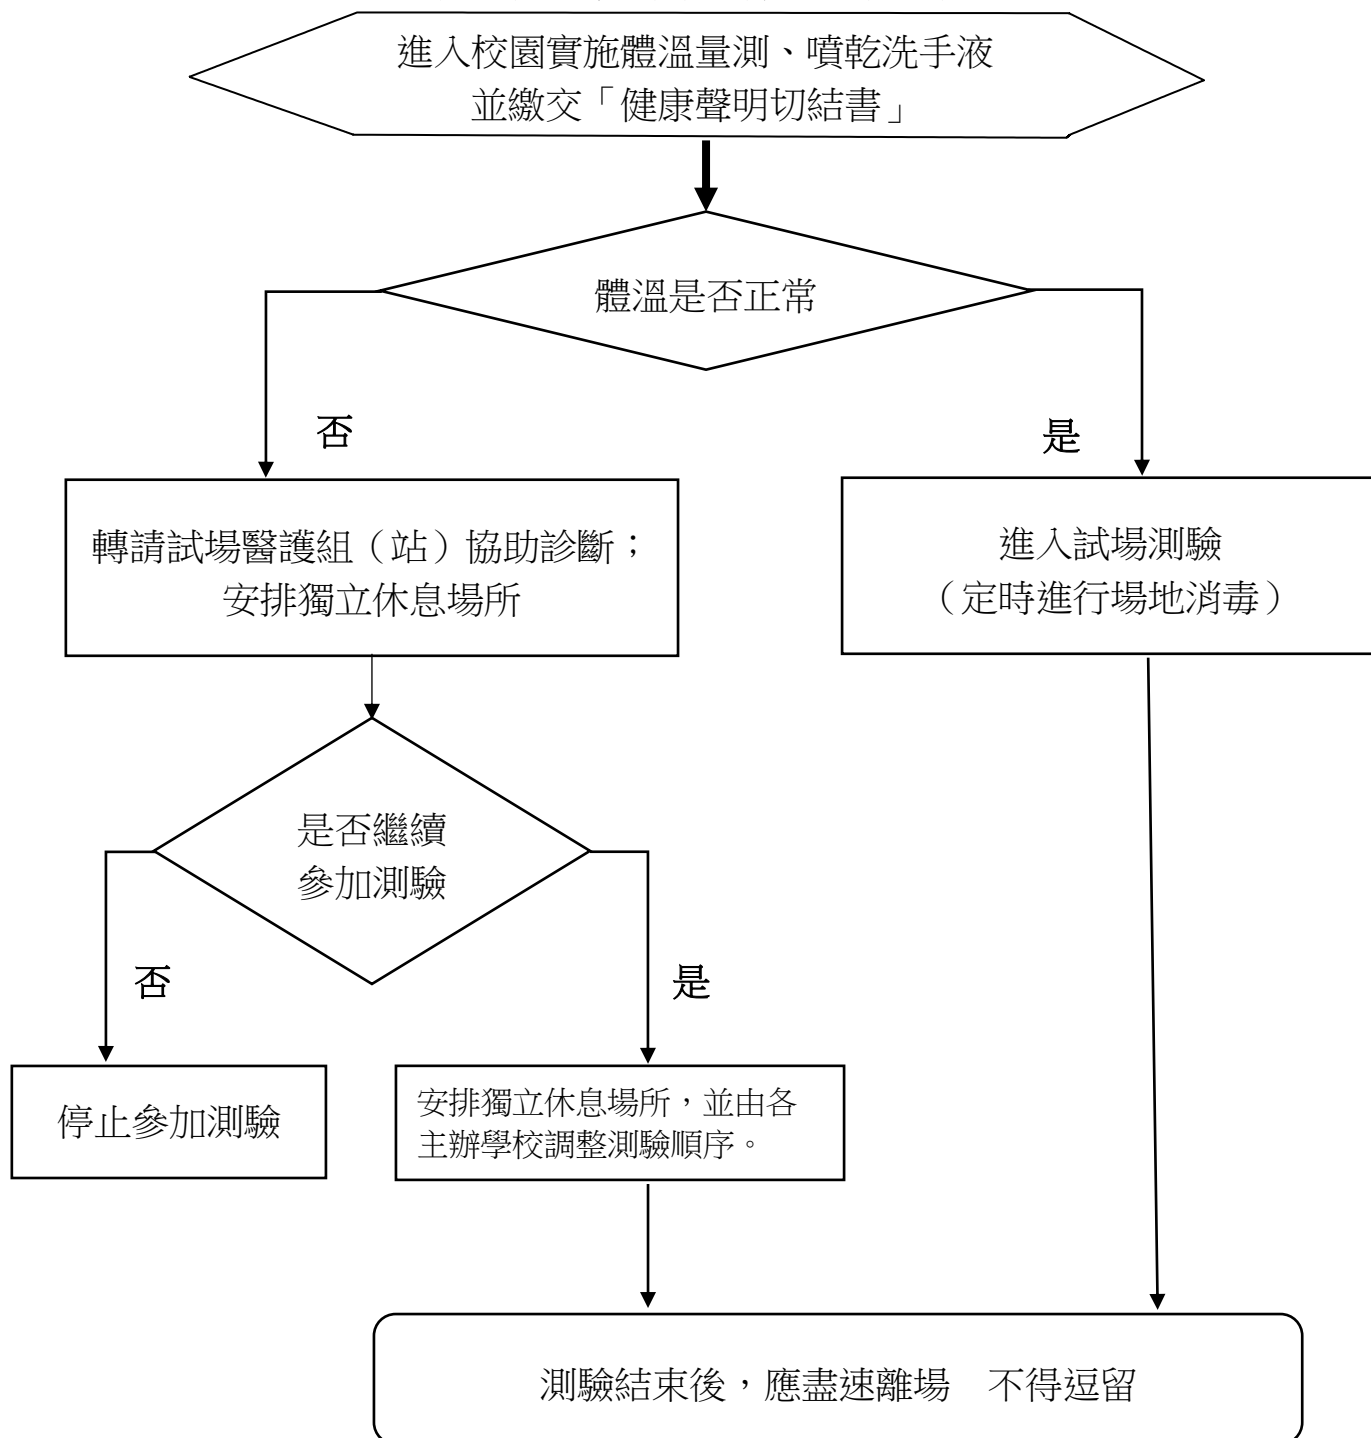 進入校園實施體溫量測、噴乾洗手液
並繳交「健康聲明切結書」
體溫是否正常
否
是
轉請試場醫護組（站）協助診斷；
安排獨立休息場所
進入試場測驗
（定時進行場地消毒）
是否繼續
參加測驗
否
是
停止參加測驗
安排獨立休息場所，並由各
主辦學校調整測驗順序。
測驗結束後，應盡速離場　不得逗留